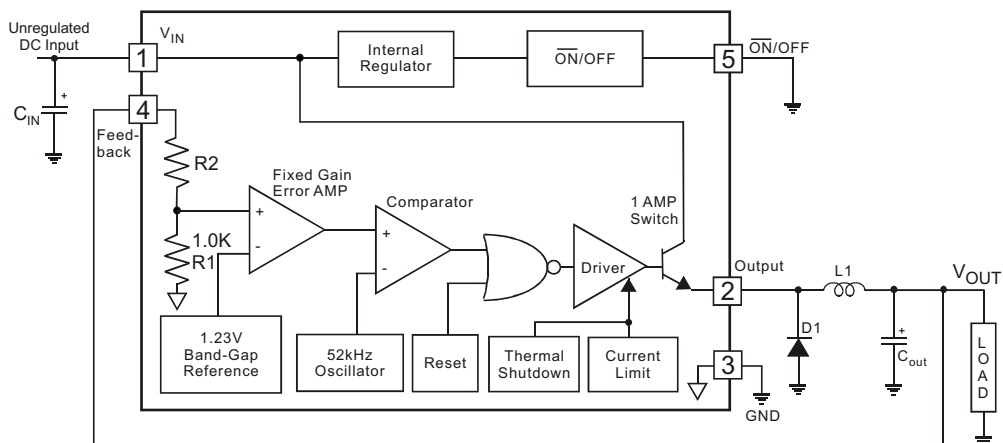 Unregulated
DC Input
V_IN
1
Internal
Regulator
ON/OFF
5
ON/OFF
C_IN
+
4
Feed-
back
R2
Fixed Gain
Error AMP
Comparator
1 AMP
Switch
+
-
1.0K
R1
+
-
Driver
Output
2
L1
V_OUT
1.23V
Band-Gap
Reference
52kHz
Oscillator
Reset
Thermal
Shutdown
Current
Limit
3
GND
D1
+
C_out
LOAD